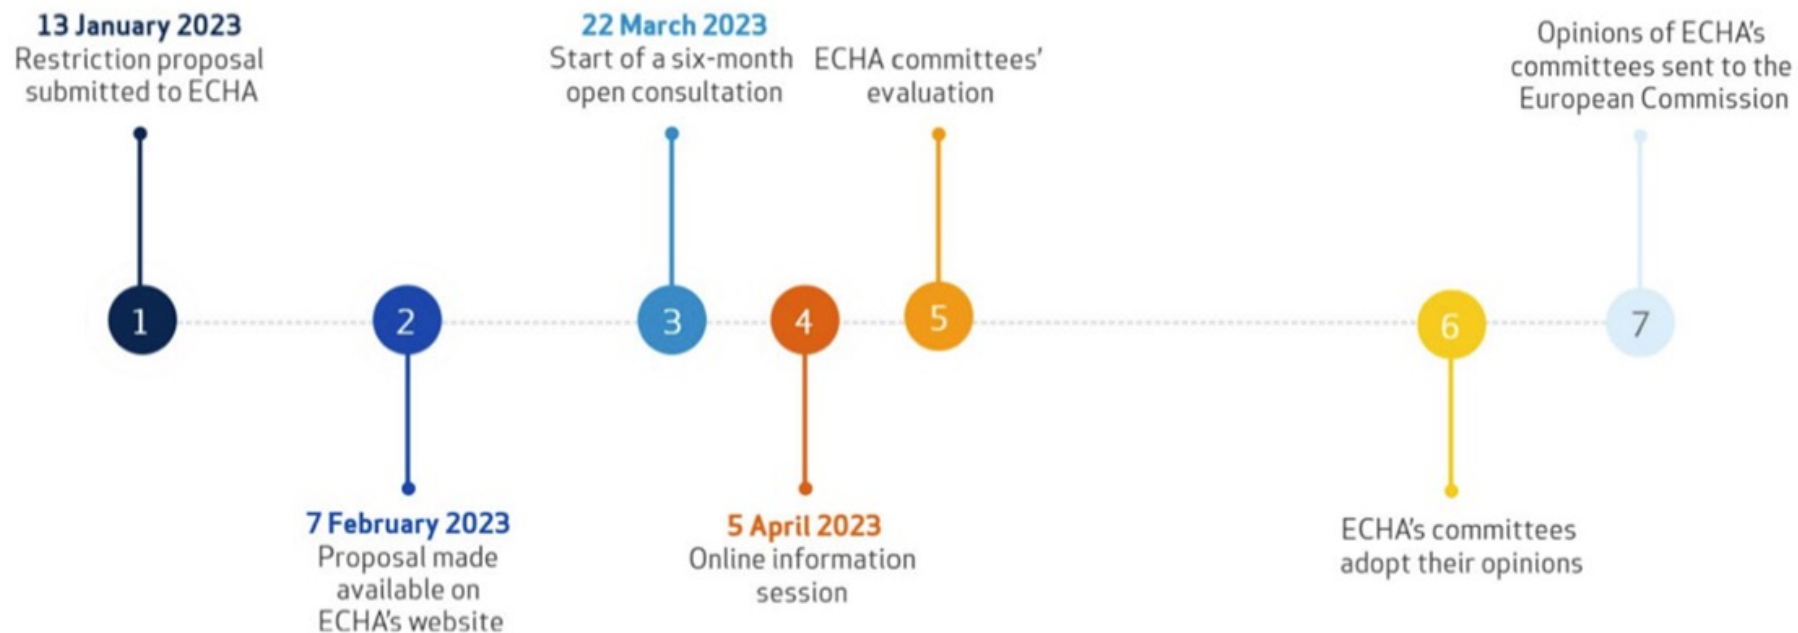 13 January 2023
Restriction proposal
submitted to ECHA
22 March 2023
Start of a six-month
open consultation
ECHA committees'
evaluation
Opinions of ECHA's
committees sent to the
European Commission
1
2
3
4
5
6
7
7 February 2023
Proposal made
available on
ECHA's website
5 April 2023
Online information
session
ECHA's committees
adopt their opinions